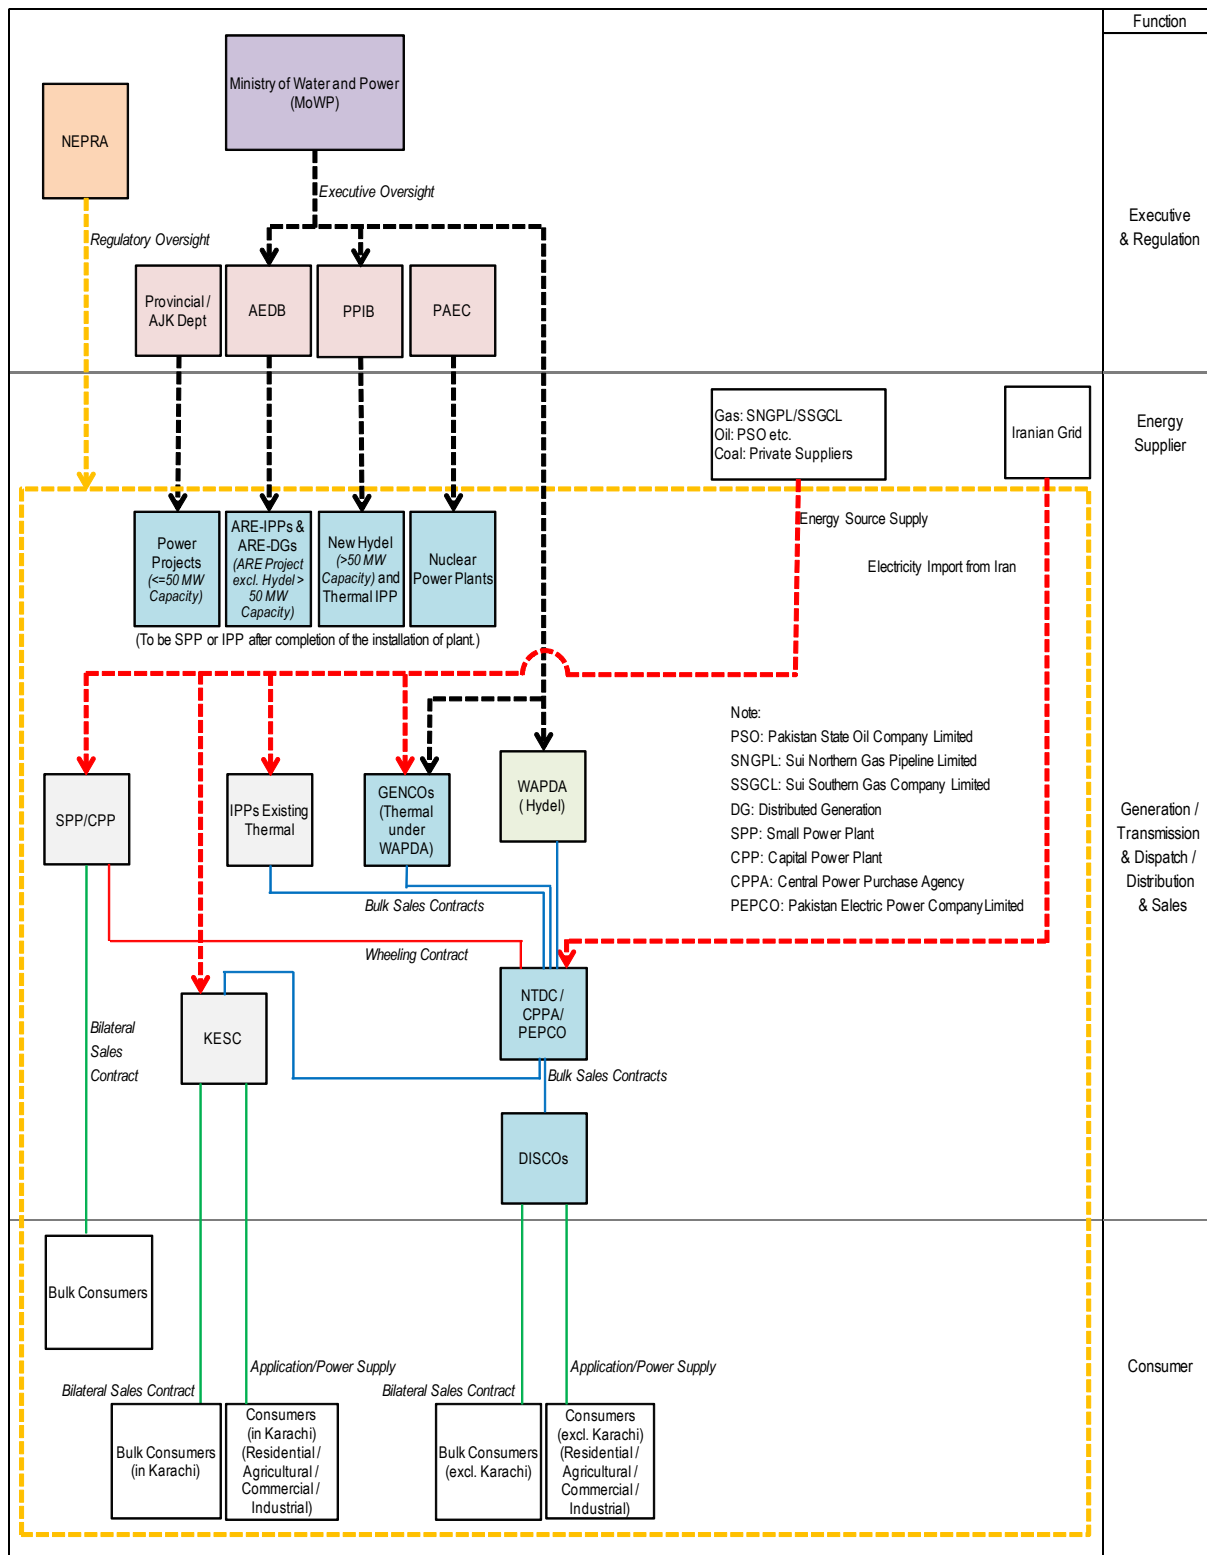 Function
Ministry of Water and Power
(MoWP)
NEPRA
Executive Oversight
Regulatory Oversight
Executive
& Regulation
Provincial /
AJK Dept
AEDB
PPIB
PAEC
Gas: SNGPL/SSGCL
Oil: PSO etc.
Coal: Private Suppliers
Iranian Grid
Energy
Supplier
Energy Source Supply
Electricity Import from Iran
Power
Projects
(<=50 MW
Capacity)
ARE-IPPs &
ARE-DGs
(ARE Project
excl. Hydel >
50 MW
Capacity)
New Hydel
(>50 MW
Capacity) and
Thermal IPP
Nuclear
Power Plants
(To be SPP or IPP after completion of the installation of plant.)
Note:
PSO: Pakistan State Oil Company Limited
SNGPL: Sui Northern Gas Pipeline Limited
SSGCL: Sui Southern Gas Company Limited
DG: Distributed Generation
SPP: Small Power Plant
CPP: Capital Power Plant
CPPA: Central Power Purchase Agency
PEPCO: Pakistan Electric Power CompanyLimited
SPP/CPP
IPPs Existing
Thermal
GENCOs
(Thermal
under
WAPDA)
WAPDA
( Hydel)
Generation /
Transmission
& Dispatch /
Distribution
& Sales
Bulk Sales Contracts
Wheeling Contract
NTDC /
CPPA/
PEPCO
KESC
Bilateral
Sales
Contract
Bulk Sales Contracts
DISCOs
Bulk Consumers
Consumer
Application/Power Supply
Bilateral Sales Contract
Application/Power Supply
Bilateral Sales Contract
Bulk Consumers
(in Karachi)
Consumers
(in Karachi)
(Residential /
Agricultural /
Commercial /
Industrial)
Bulk Consumers
(excl. Karachi)
Consumers
(excl. Karachi)
(Residential /
Agricultural /
Commercial /
Industrial)